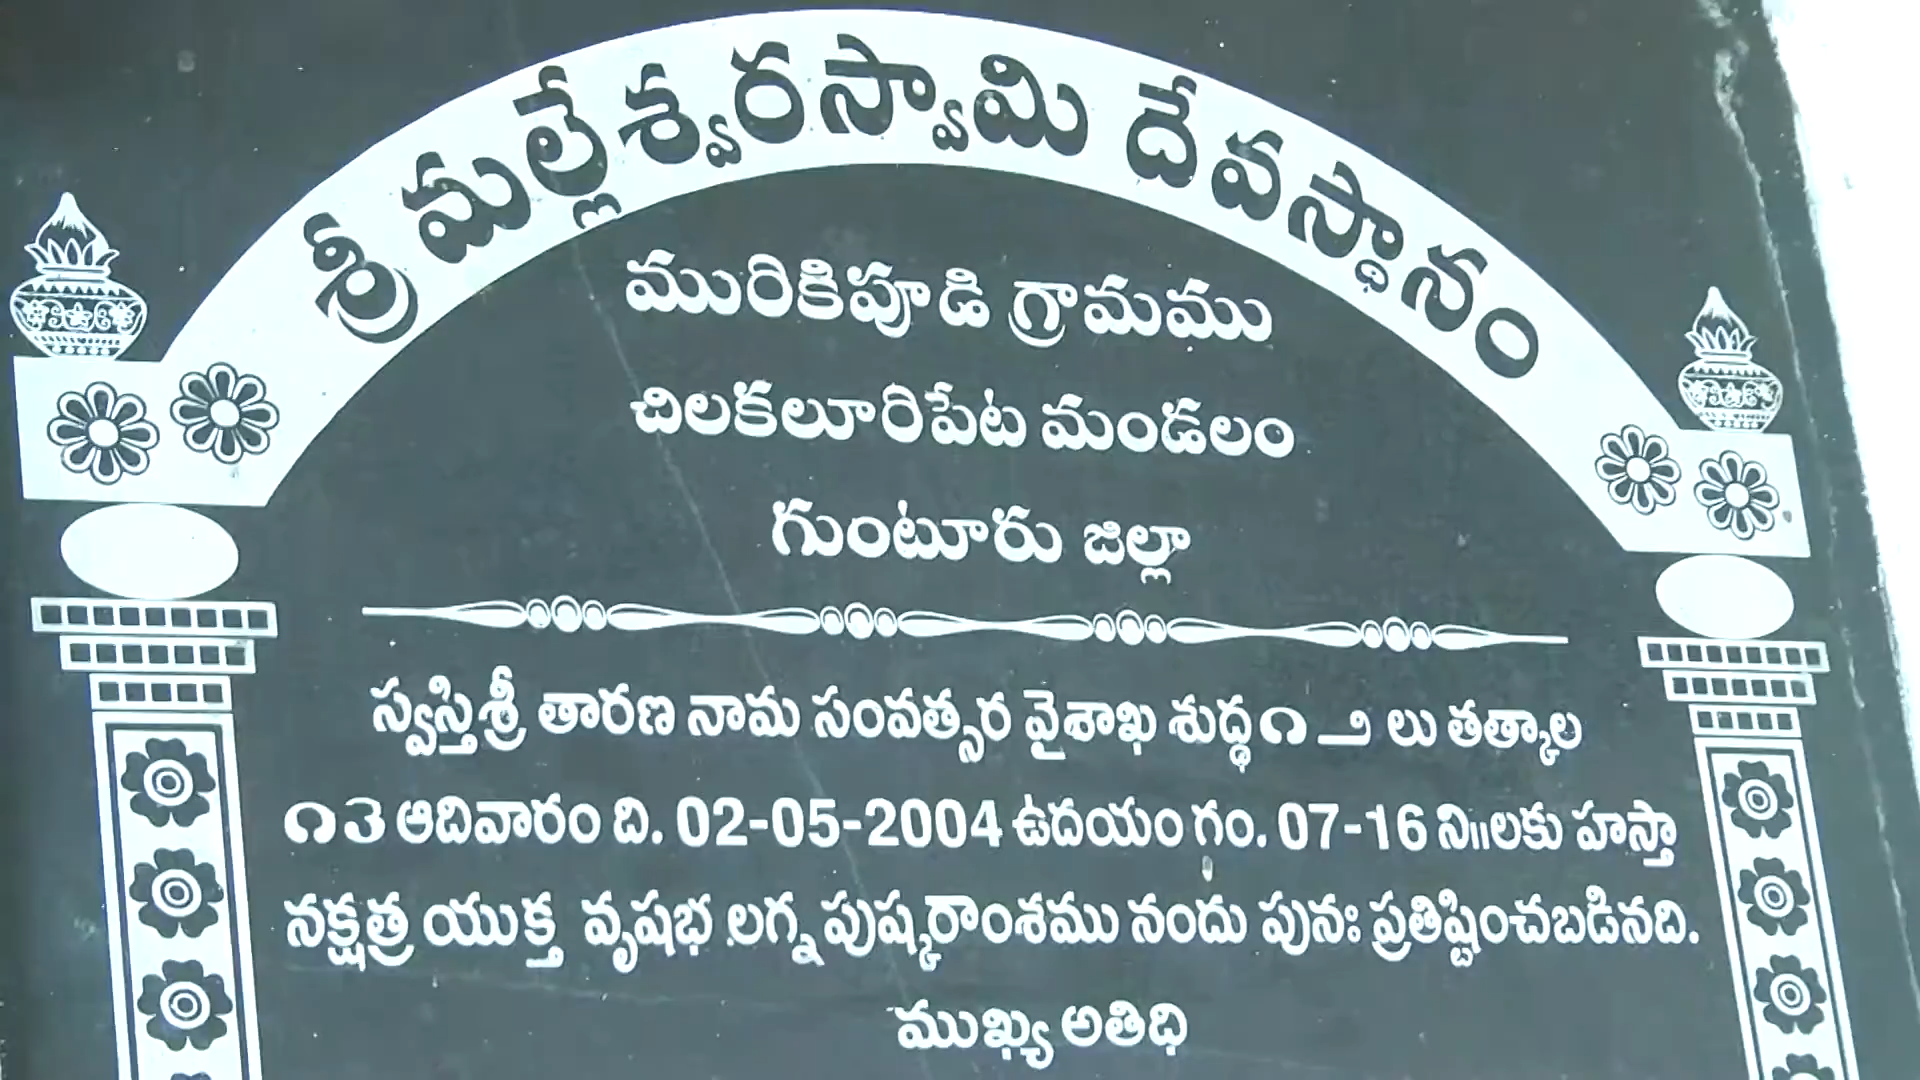 శ్రీ మల్లేశ్వరస్వామి దేవస్థానం
మురికిపూడి గ్రామము
చిలకలూరిపేట మండలం
గుంటూరు జిల్లా
స్వస్తిశ్రీ తారణ నామ సంవత్సర వైశాఖ శుద్ధ ౧౨ లు తత్కాల
౧౩ ఆదివారం ది. 02-05-2004 ఉదయం గం. 07-16 ని॥లకు హస్తా
నక్షత్ర యుక్త వృషభ లగ్న పుష్కరాంశము నందు పునః ప్రతిష్టించబడినది.
ముఖ్య అతిధి